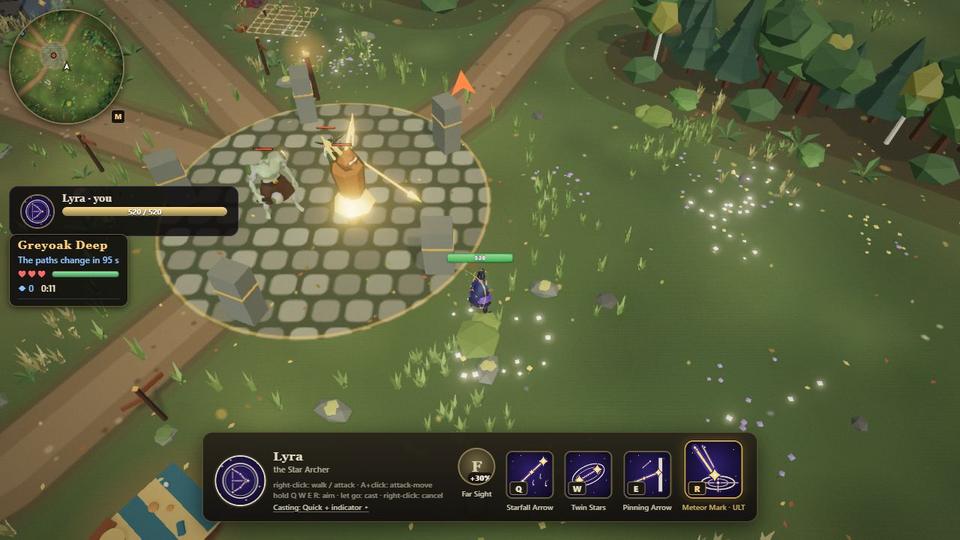 M
Lyra · you
520 / 520
Greyoak Deep
The paths change in 95 s
0 0:11
520
Lyra
the Star Archer
right-click: walk / attack · A+click: attack-move
hold Q W E R: aim · let go: cast · right-click: cancel
Casting: Quick + indicator
F
+30%
Far Sight
Q
Starfall Arrow
W
Twin Stars
E
Pinning Arrow
R
Meteor Mark · ULT